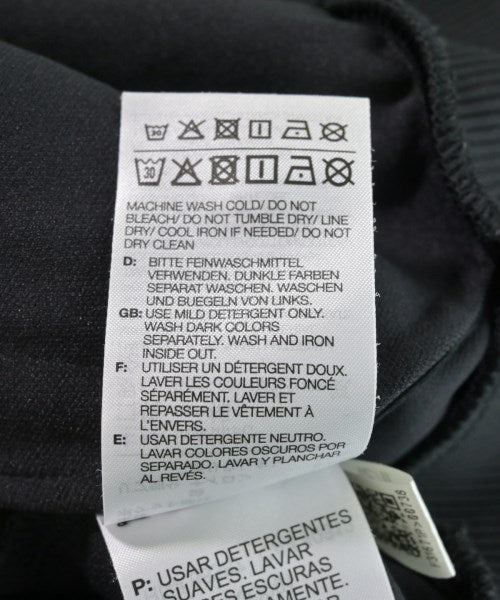 30
30
MACHINE WASH COLD/ DO NOT
BLEACH/ DO NOT TUMBLE DRY/ LINE
DRY/ COOL IRON IF NEEDED/ DO NOT
DRY CLEAN
D: BITTE FEINWASCHMITTEL
VERWENDEN. DUNKLE FARBEN
SEPARAT WASCHEN. WASCHEN
UND BUEGELN VON LINKS.
GB: USE MILD DETERGENT ONLY.
WASH DARK COLORS
SEPARATELY. WASH AND IRON
INSIDE OUT.
F: UTILISER UN DÉTERGENT DOUX.
LAVER LES COULEURS FONCÉ
SÉPARÉMENT. LAVER ET
REPASSER LE VÊTEMENT À
L'ENVERS.
E: USAR DETERGENTE NEUTRO.
LAVAR COLORES OSCUROS POR
SEPARADO. LAVAR Y PLANCHAR
AL REVÉS.
P: USAR DETERGENTES
SUAVES. LAVAR
ES ESCURAS